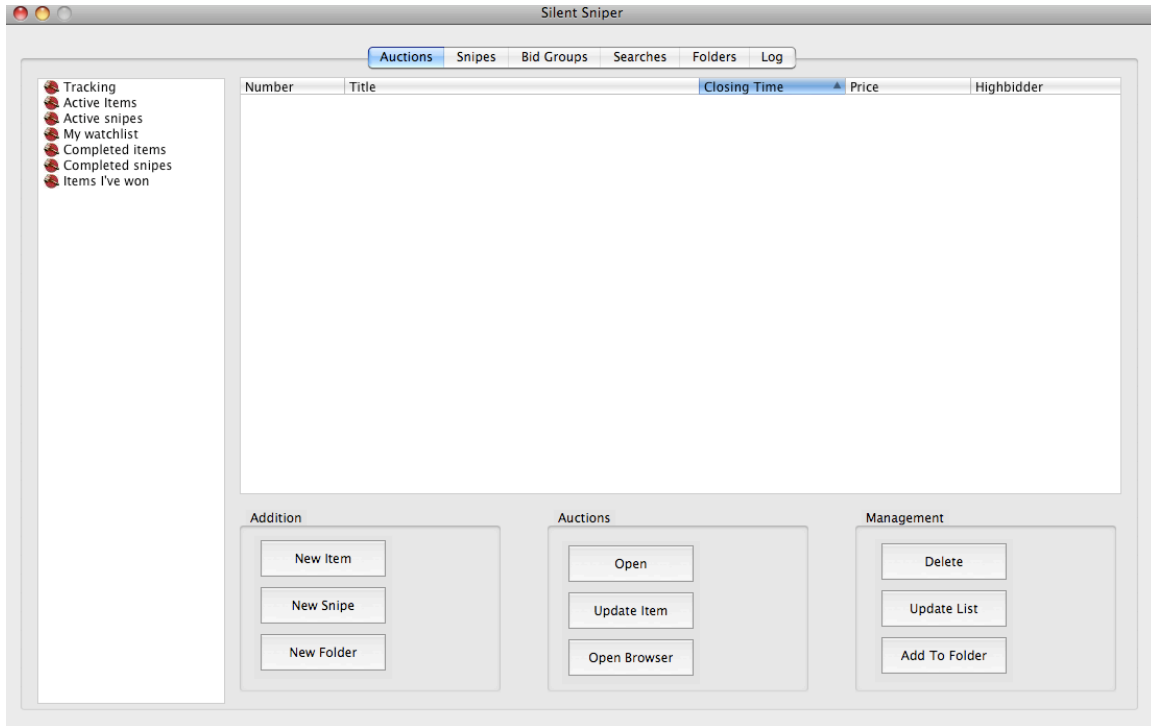 Silent Sniper
Auctions Snipes Bid Groups Searches Folders Log
Tracking
Active Items
Active snipes
My watchlist
Completed items
Completed snipes
Items I've won
Number Title Closing Time Price Highbidder
Addition
New Item
New Snipe
New Folder
Auctions
Open
Update Item
Open Browser
Management
Delete
Update List
Add To Folder